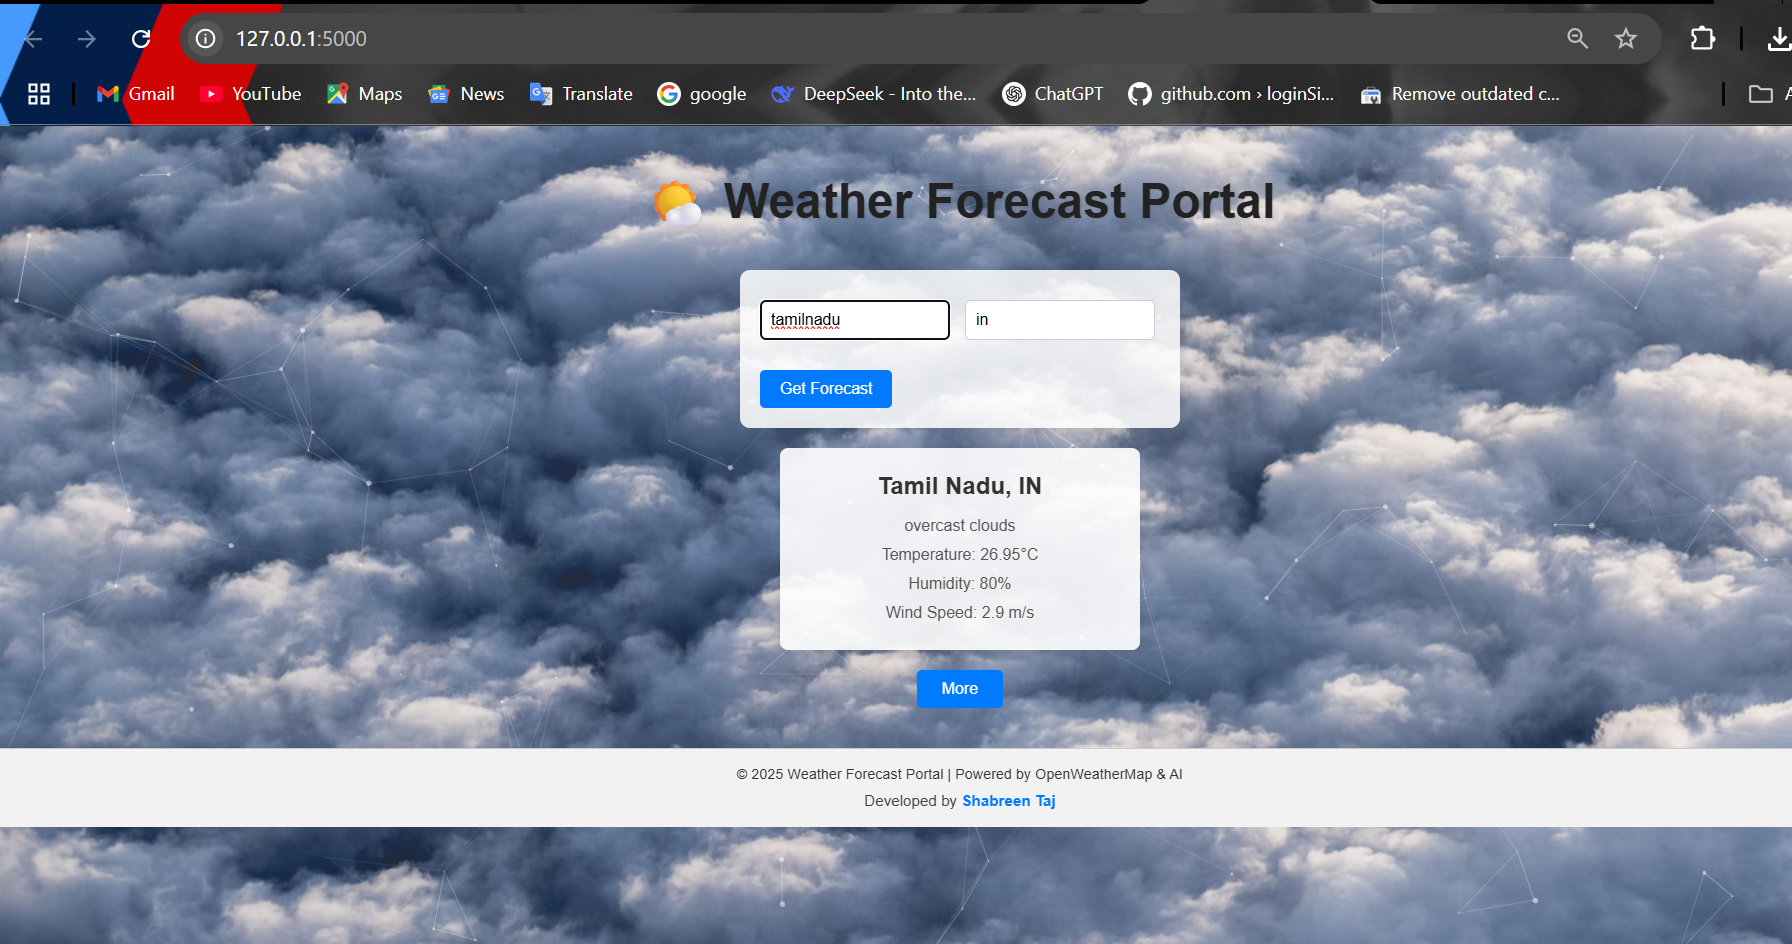 127.0.0.1:5000
Gmail YouTube Maps News Translate google DeepSeek - Into the... ChatGPT github.com › loginSi... Remove outdated c...
Weather Forecast Portal
tamilnadu in
Get Forecast
Tamil Nadu, IN
overcast clouds
Temperature: 26.95°C
Humidity: 80%
Wind Speed: 2.9 m/s
More
© 2025 Weather Forecast Portal | Powered by OpenWeatherMap & AI
Developed by Shabreen Taj